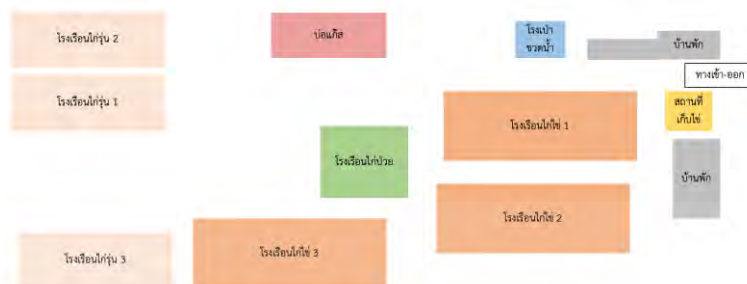 โรงเรือนไก่รุ่น 2
บ่อแก๊ส
โรงเป่า
ขวดน้ำ
บ้านพัก
ทางเข้า-ออก
โรงเรือนไก่รุ่น 1
โรงเรือนไก่ไข่ 1
สถานที่
เก็บไข่
โรงเรือนไก่ป่วย
บ้านพัก
โรงเรือนไก่ไข่ 2
โรงเรือนไก่รุ่น 3
โรงเรือนไก่ไข่ 3